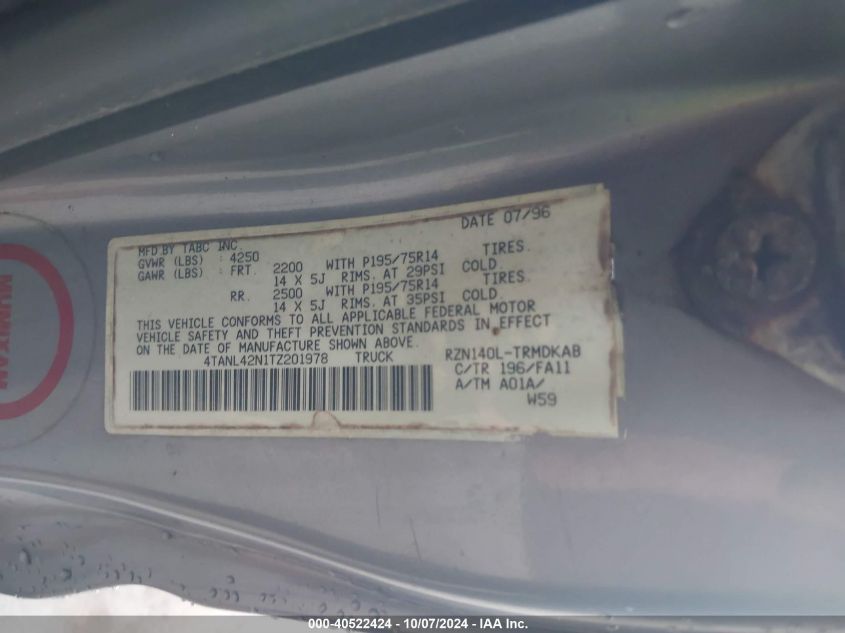 DATE 07/96
MFD BY TABC INC.
GVWR (LBS) : 4250
GAWR (LBS) : FRT. 2200 WITH P195/75R14 TIRES.
14 X 5J RIMS. AT 29PSI COLD.
RR. 2500 WITH P195/75R14 TIRES
14 X 5J RIMS. AT 35PSI COLD.
THIS VEHICLE CONFORMS TO ALL APPLICABLE FEDERAL MOTOR
VEHICLE SAFETY AND THEFT PREVENTION STANDARDS IN EFFECT
ON THE DATE OF MANUFACTURE SHOWN ABOVE.
4TANL42N1TZ201978 TRUCK RZN140L-TRMDKAB
C/TR 196/FA11
A/TM A01A/
W59
000-40522424 - 10/07/2024 - IAA Inc.